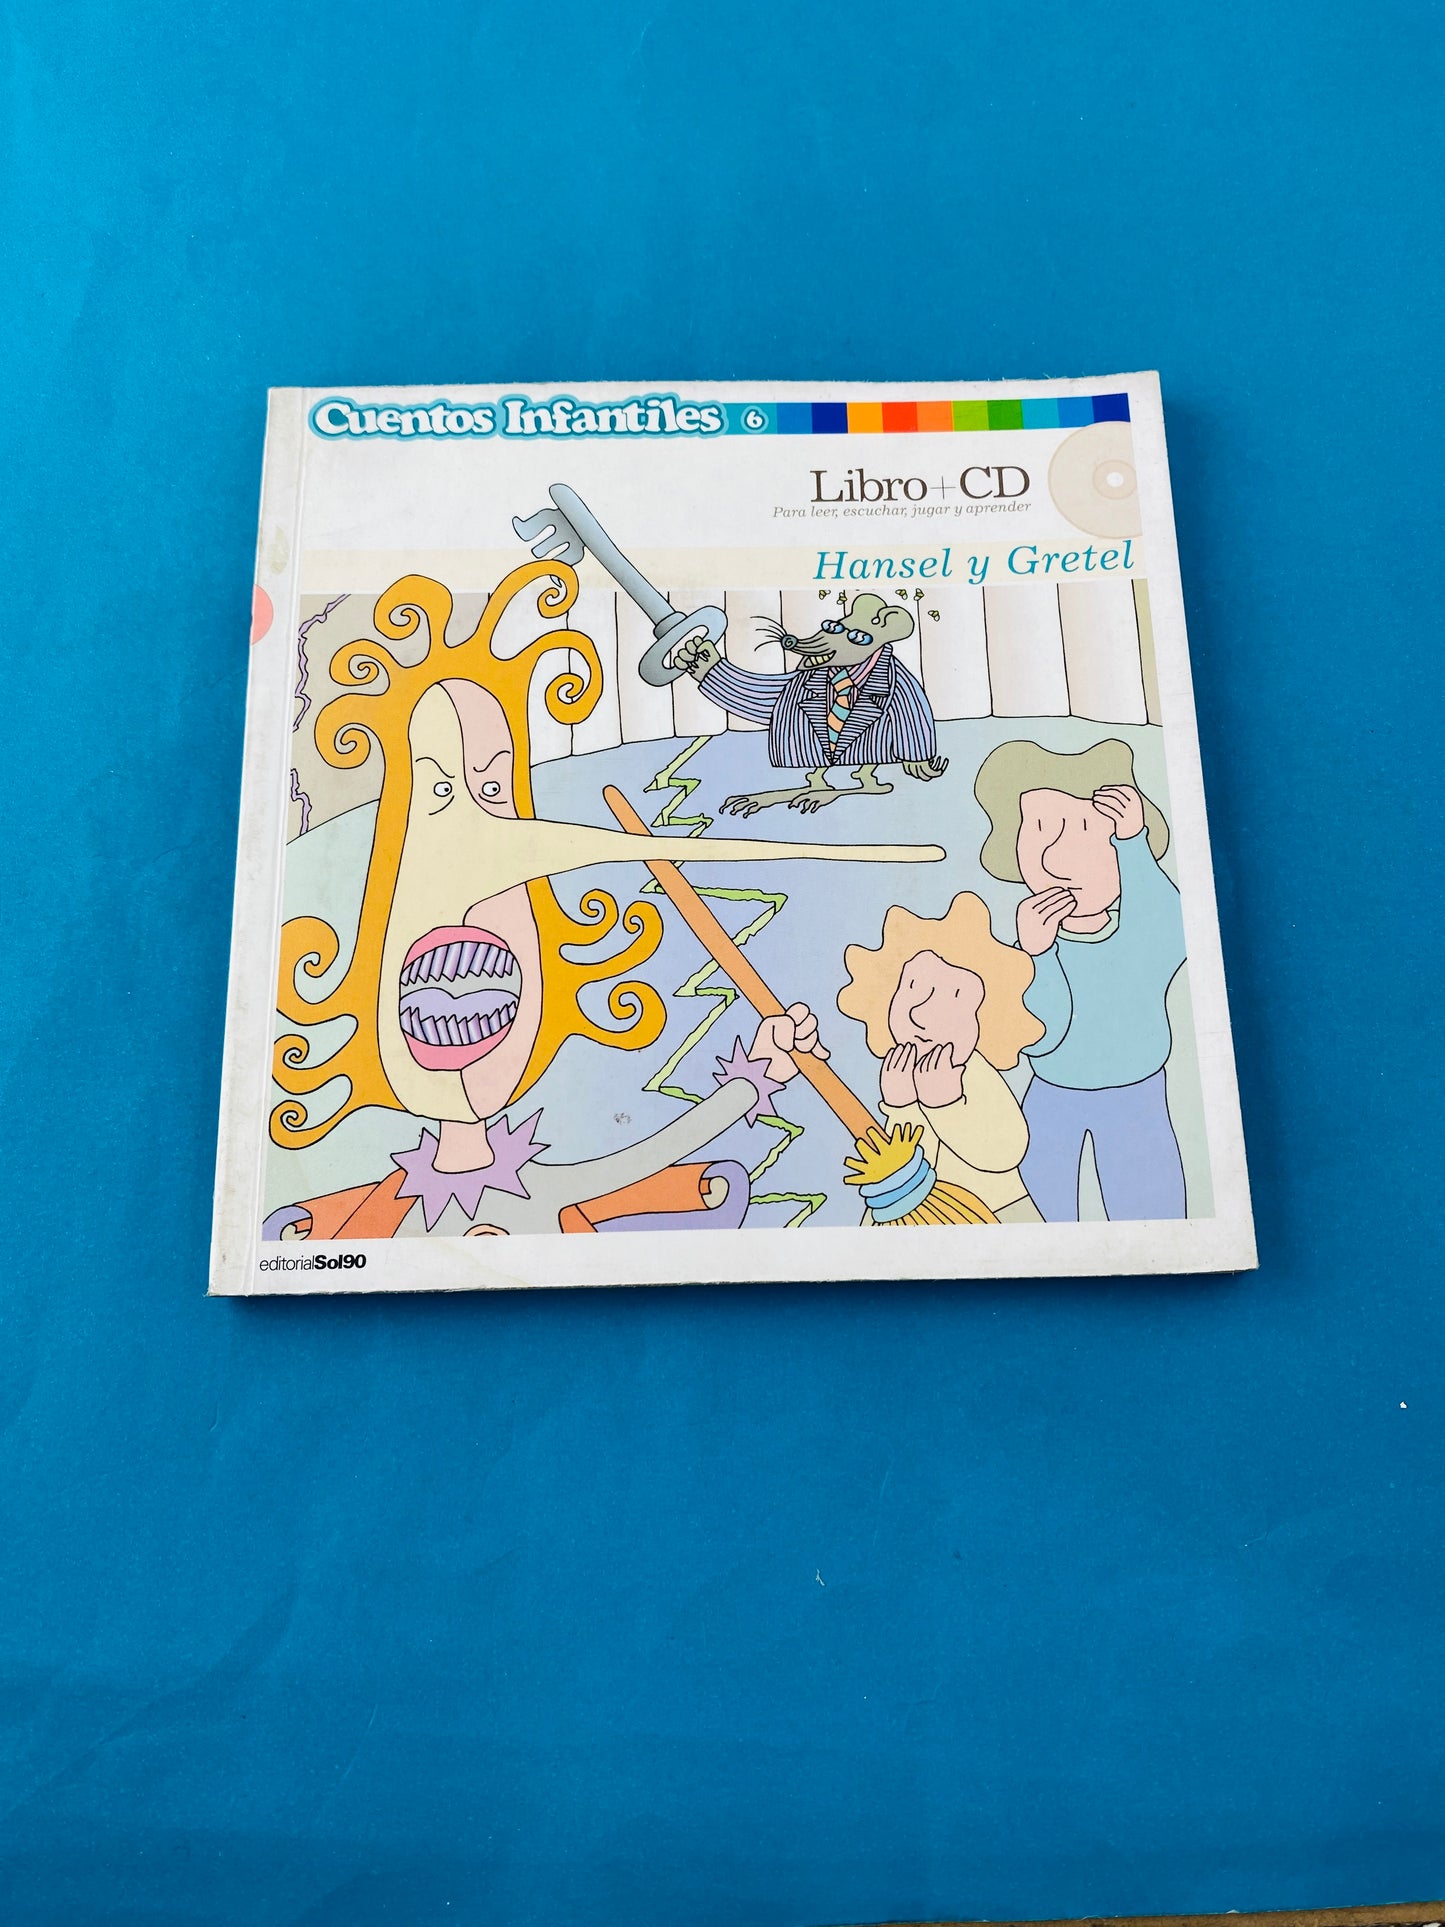 Cuentos Infantiles 6
Libro+CD
Para leer, escuchar, jugar y aprender
Hansel y Gretel
editorialSol90